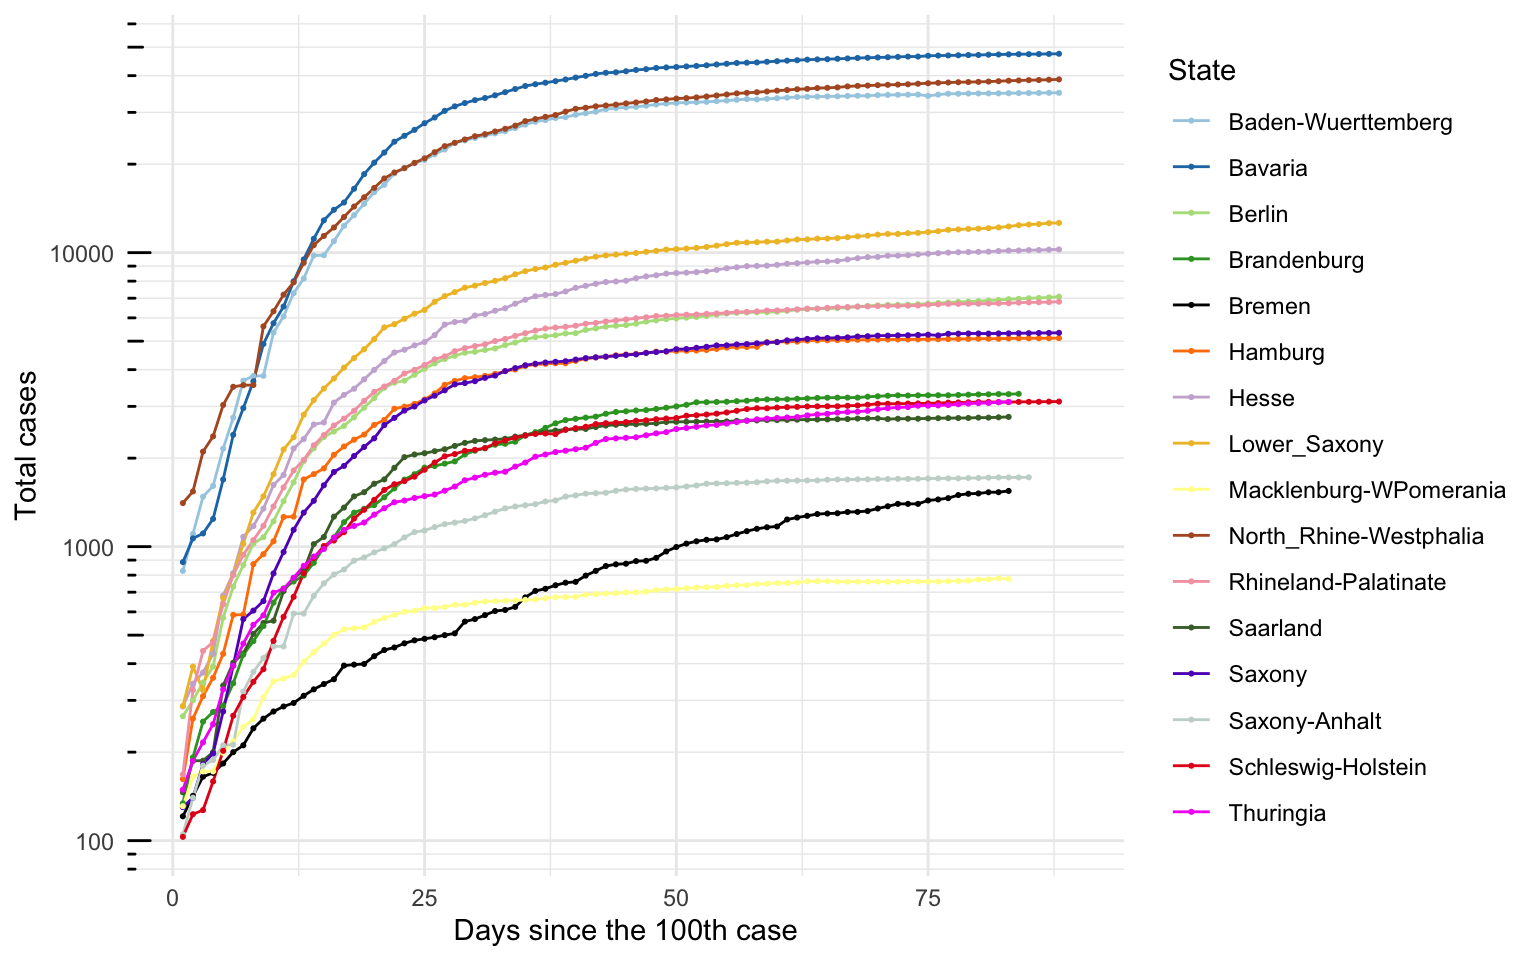 Total cases
10000
1000
100
0 25 50 75
Days since the 100th case
State
Baden-Wuerttemberg
Bavaria
Berlin
Brandenburg
Bremen
Hamburg
Hesse
Lower_Saxony
Macklenburg-WPomerania
North_Rhine-Westphalia
Rhineland-Palatinate
Saarland
Saxony
Saxony-Anhalt
Schleswig-Holstein
Thuringia